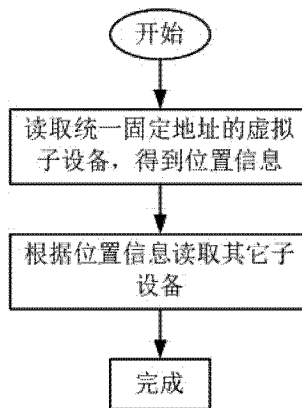 开始
读取统一固定地址的虚拟
子设备，得到位置信息
根据位置信息读取其它子
设备
完成